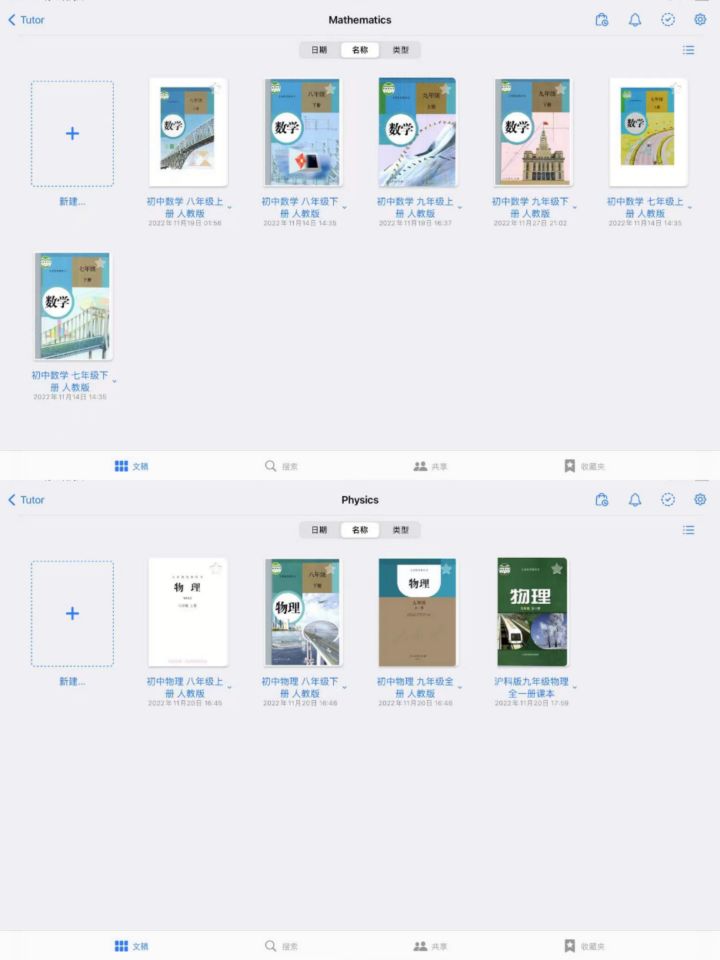 Tutor
Mathematics
日期
名称
类型
数学
八年级
上册
数学
八年级
下册
数学
九年级
上册
数学
九年级
下册
数学
七年级
上册
新建...
初中数学 八年级上
册 人教版
2022年11月19日 01:56
初中数学 八年级下
册 人教版
2022年11月14日 14:35
初中数学 九年级上
册 人教版
2022年11月19日 16:37
初中数学 九年级下
册 人教版
2022年11月27日 21:02
初中数学 七年级上
册 人教版
2022年11月14日 14:35
数学
七年级
下册
初中数学 七年级下
册 人教版
2022年11月14日 14:35
文稿
搜索
共享
收藏夹
Tutor
Physics
日期
名称
类型
物 理
八年级 上册
物理
八年级
下册
物理
九年级
物理
新建...
初中物理 八年级上
册 人教版
2022年11月20日 16:45
初中物理 八年级下
册 人教版
2022年11月20日 16:46
初中物理 九年级全
册 人教版
2022年11月20日 16:48
沪科版九年级物理
全一册课本
2022年11月20日 17:59
文稿
搜索
共享
收藏夹